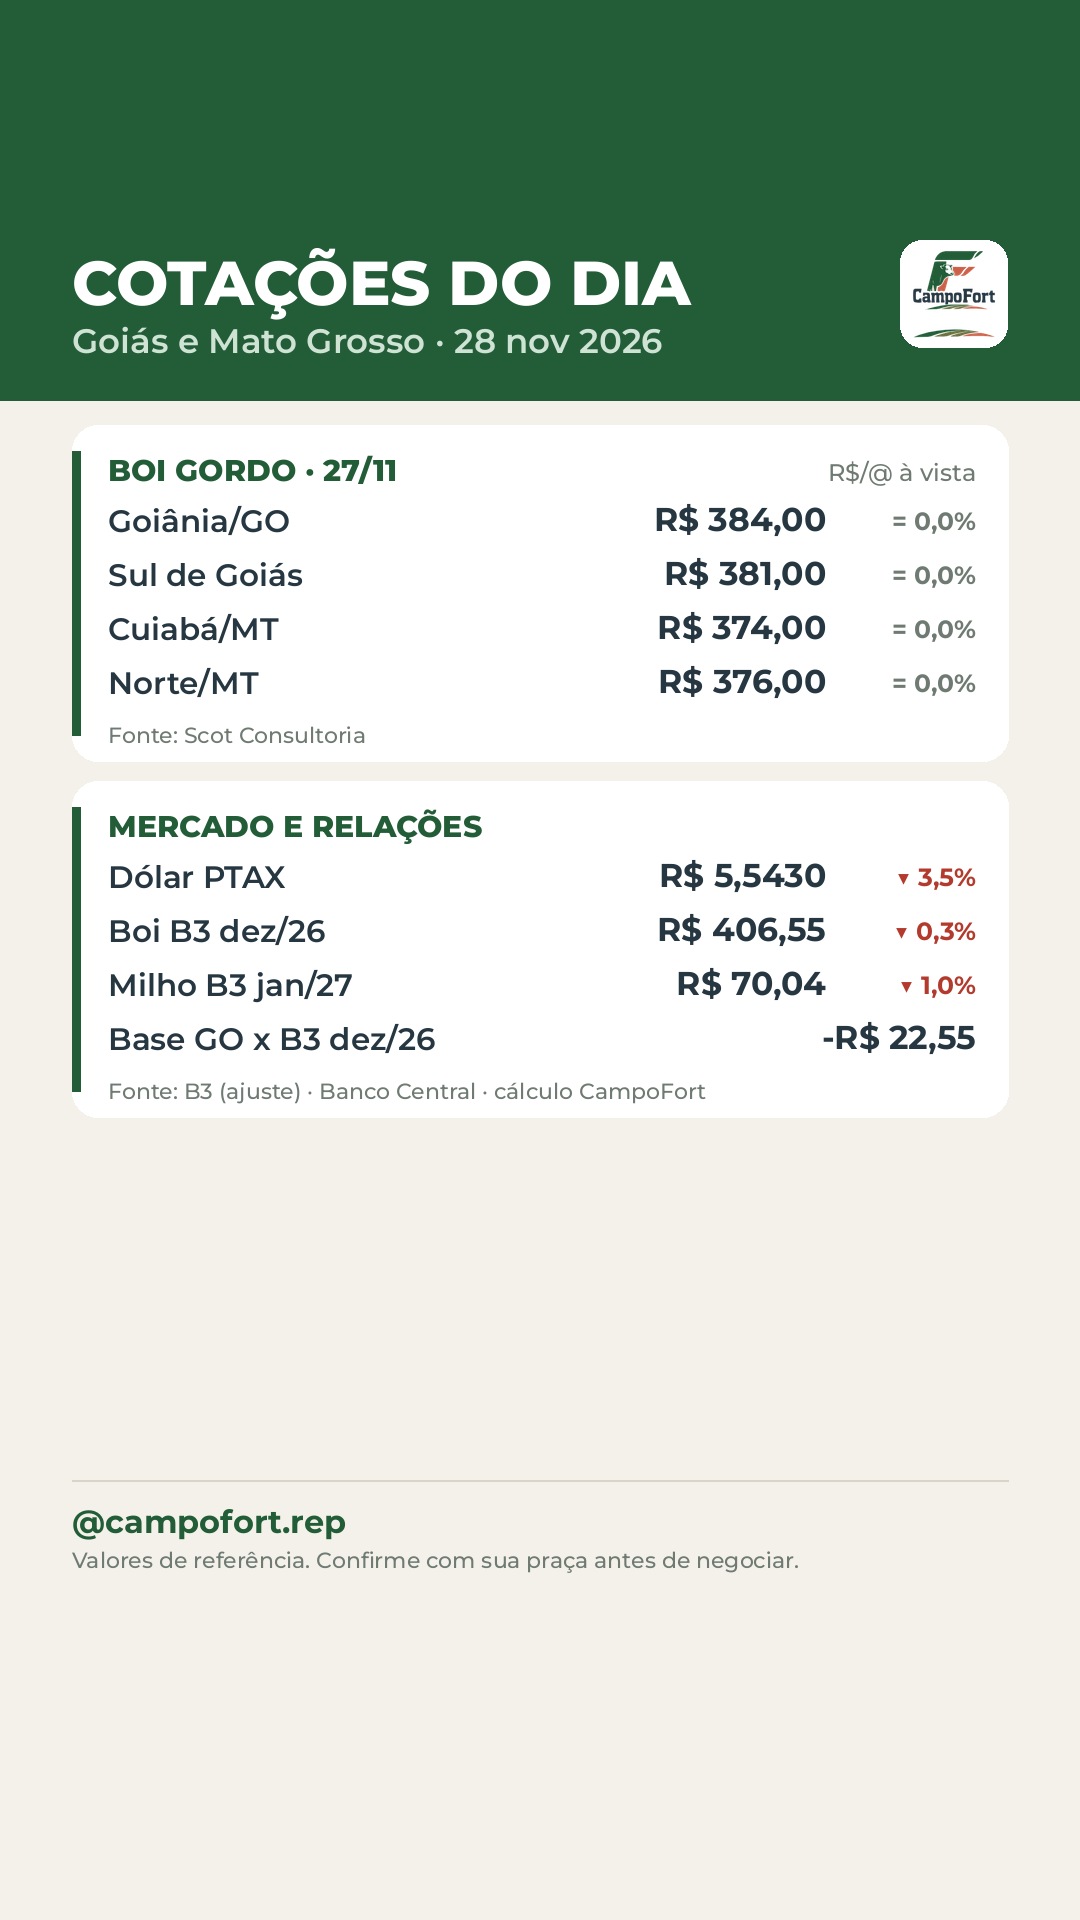 COTAÇÕES DO DIA
Goiás e Mato Grosso · 28 nov 2026
CampoFort
BOI GORDO · 27/11 R$/@ à vista
Goiânia/GO R$ 384,00 = 0,0%
Sul de Goiás R$ 381,00 = 0,0%
Cuiabá/MT R$ 374,00 = 0,0%
Norte/MT R$ 376,00 = 0,0%
Fonte: Scot Consultoria
MERCADO E RELAÇÕES
Dólar PTAX R$ 5,5430 ▼ 3,5%
Boi B3 dez/26 R$ 406,55 ▼ 0,3%
Milho B3 jan/27 R$ 70,04 ▼ 1,0%
Base GO x B3 dez/26 -R$ 22,55
Fonte: B3 (ajuste) · Banco Central · cálculo CampoFort
@campofort.rep
Valores de referência. Confirme com sua praça antes de negociar.